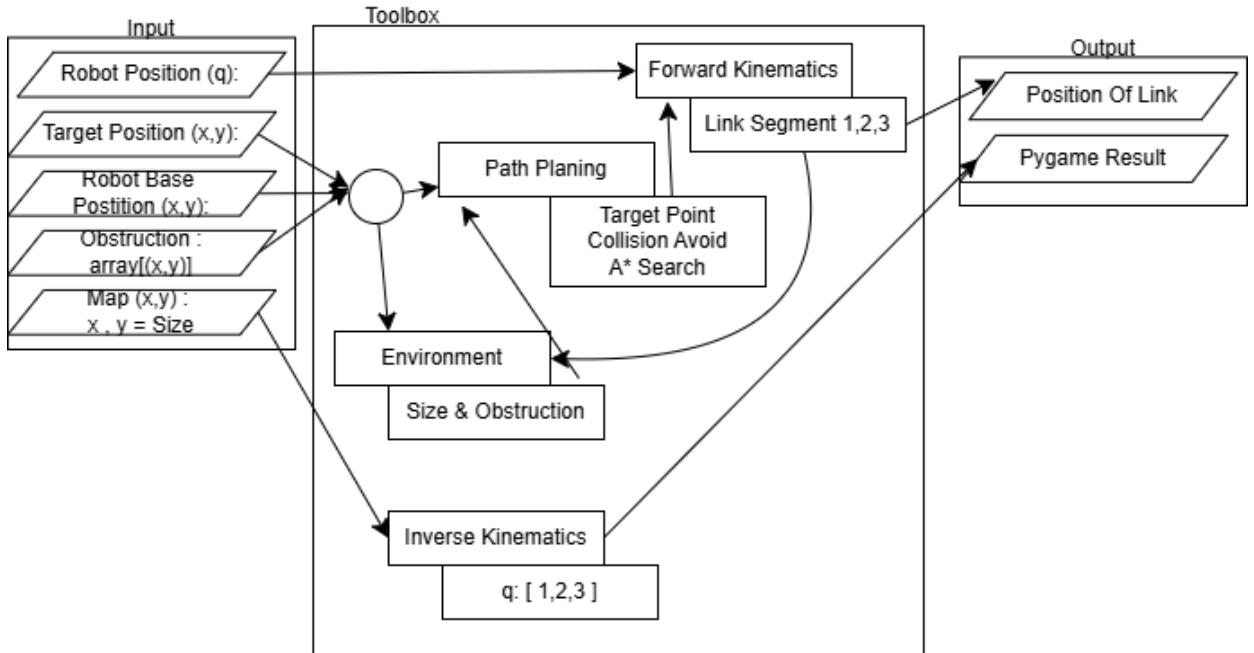 Input
Robot Position (q):
Target Position (x,y):
Robot Base
Postition (x,y):
Obstruction :
array[(x,y)]
Map (x,y) :
x , y = Size
Toolbox
Forward Kinematics
Link Segment 1,2,3
Path Planing
Target Point
Collision Avoid
A* Search
Environment
Size & Obstruction
Inverse Kinematics
q: [ 1,2,3 ]
Output
Position Of Link
Pygame Result